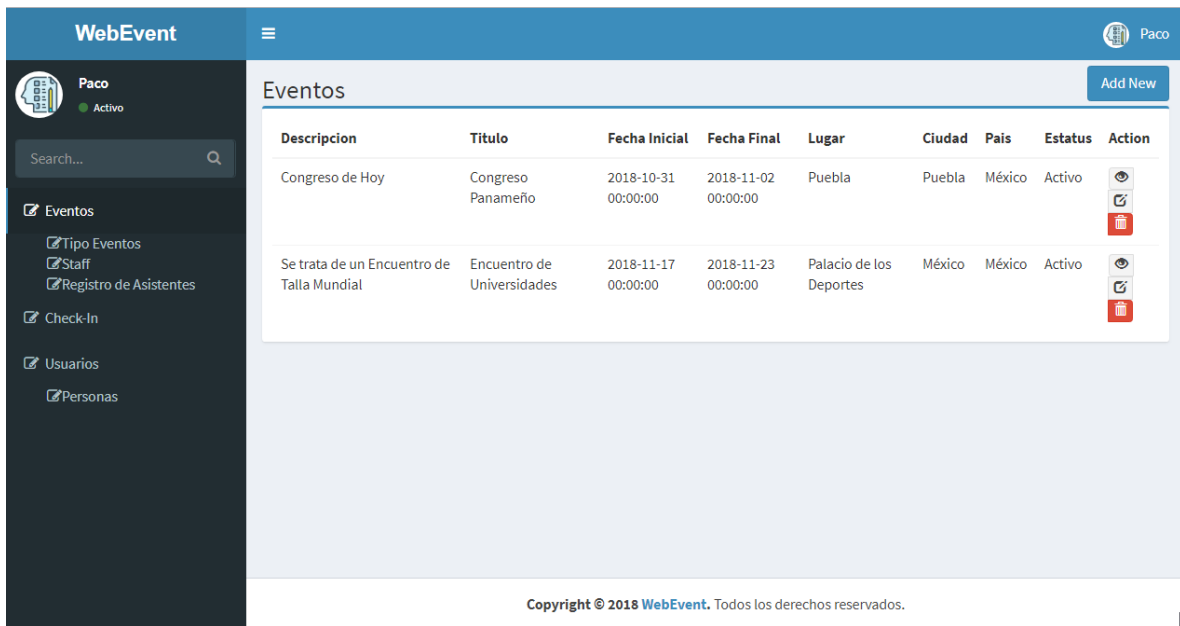 WebEvent
Paco
Paco
Activo
Search...
Eventos
Tipo Eventos
Staff
Registro de Asistentes
Check-In
Usuarios
Personas
Eventos
Add New
Descripcion Titulo Fecha Inicial Fecha Final Lugar Ciudad Pais Estatus Action
Congreso de Hoy Congreso 2018-10-31 2018-11-02 Puebla Puebla México Activo
Panameño 00:00:00 00:00:00
Se trata de un Encuentro de Encuentro de 2018-11-17 2018-11-23 Palacio de los México México Activo
Talla Mundial Universidades 00:00:00 00:00:00 Deportes
Copyright © 2018 WebEvent. Todos los derechos reservados.